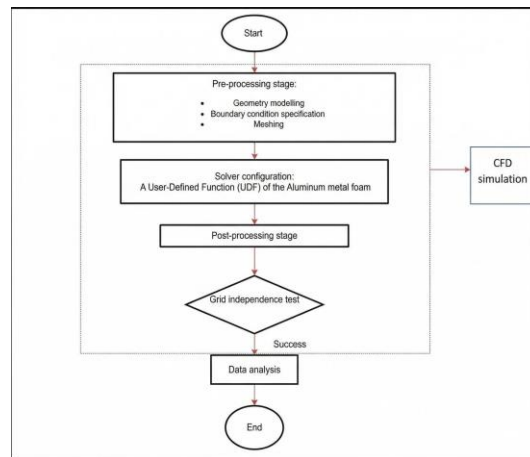 Start
Pre-processing stage:
• Geometry modelling
• Boundary condition specification
• Meshing
Solver configuration:
A User-Defined Function (UDF) of the Aluminum metal foam
CFD
simulation
Post-processing stage
Grid independence test
Success
Data analysis
End